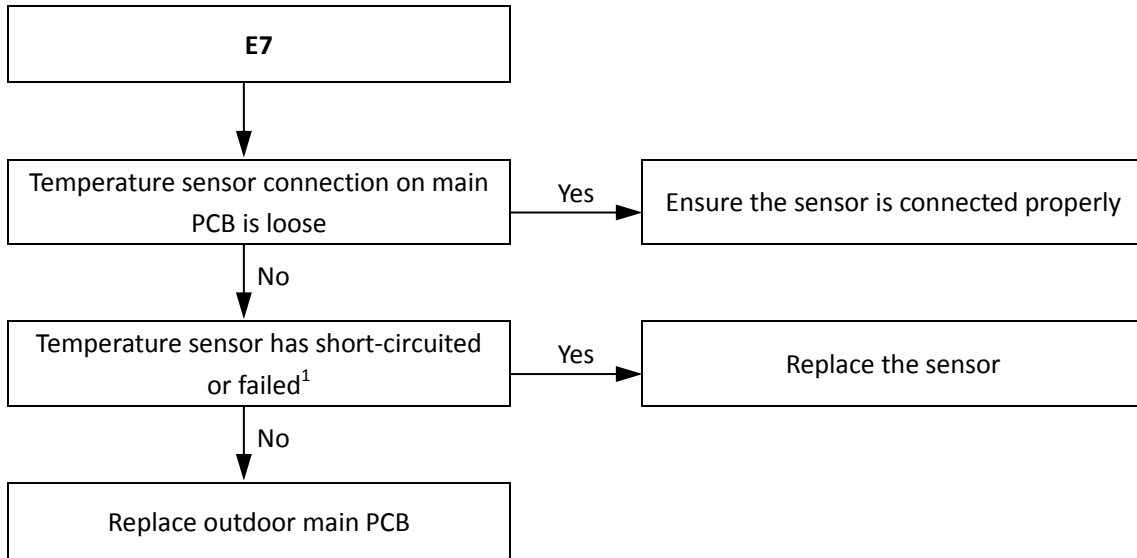 E7
Temperature sensor connection on main
PCB is loose
Yes
Ensure the sensor is connected properly
No
Temperature sensor has short-circuited
or failed¹
Yes
Replace the sensor
No
Replace outdoor main PCB